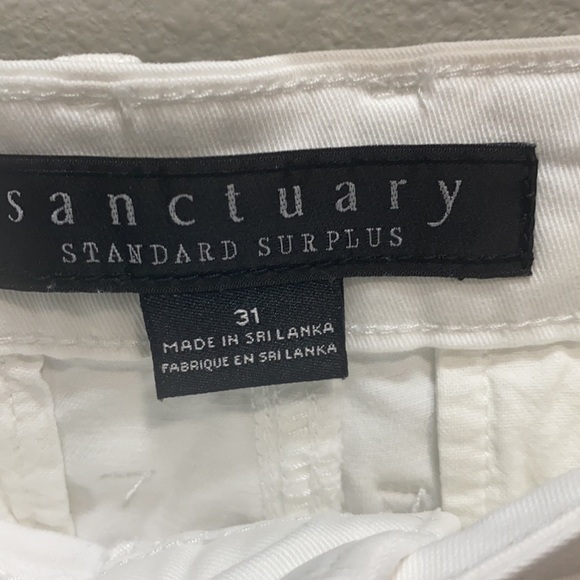 sanctuary
STANDARD SURPLUS
31
MADE IN SRI LANKA
FABRIQUE EN SRI LANKA